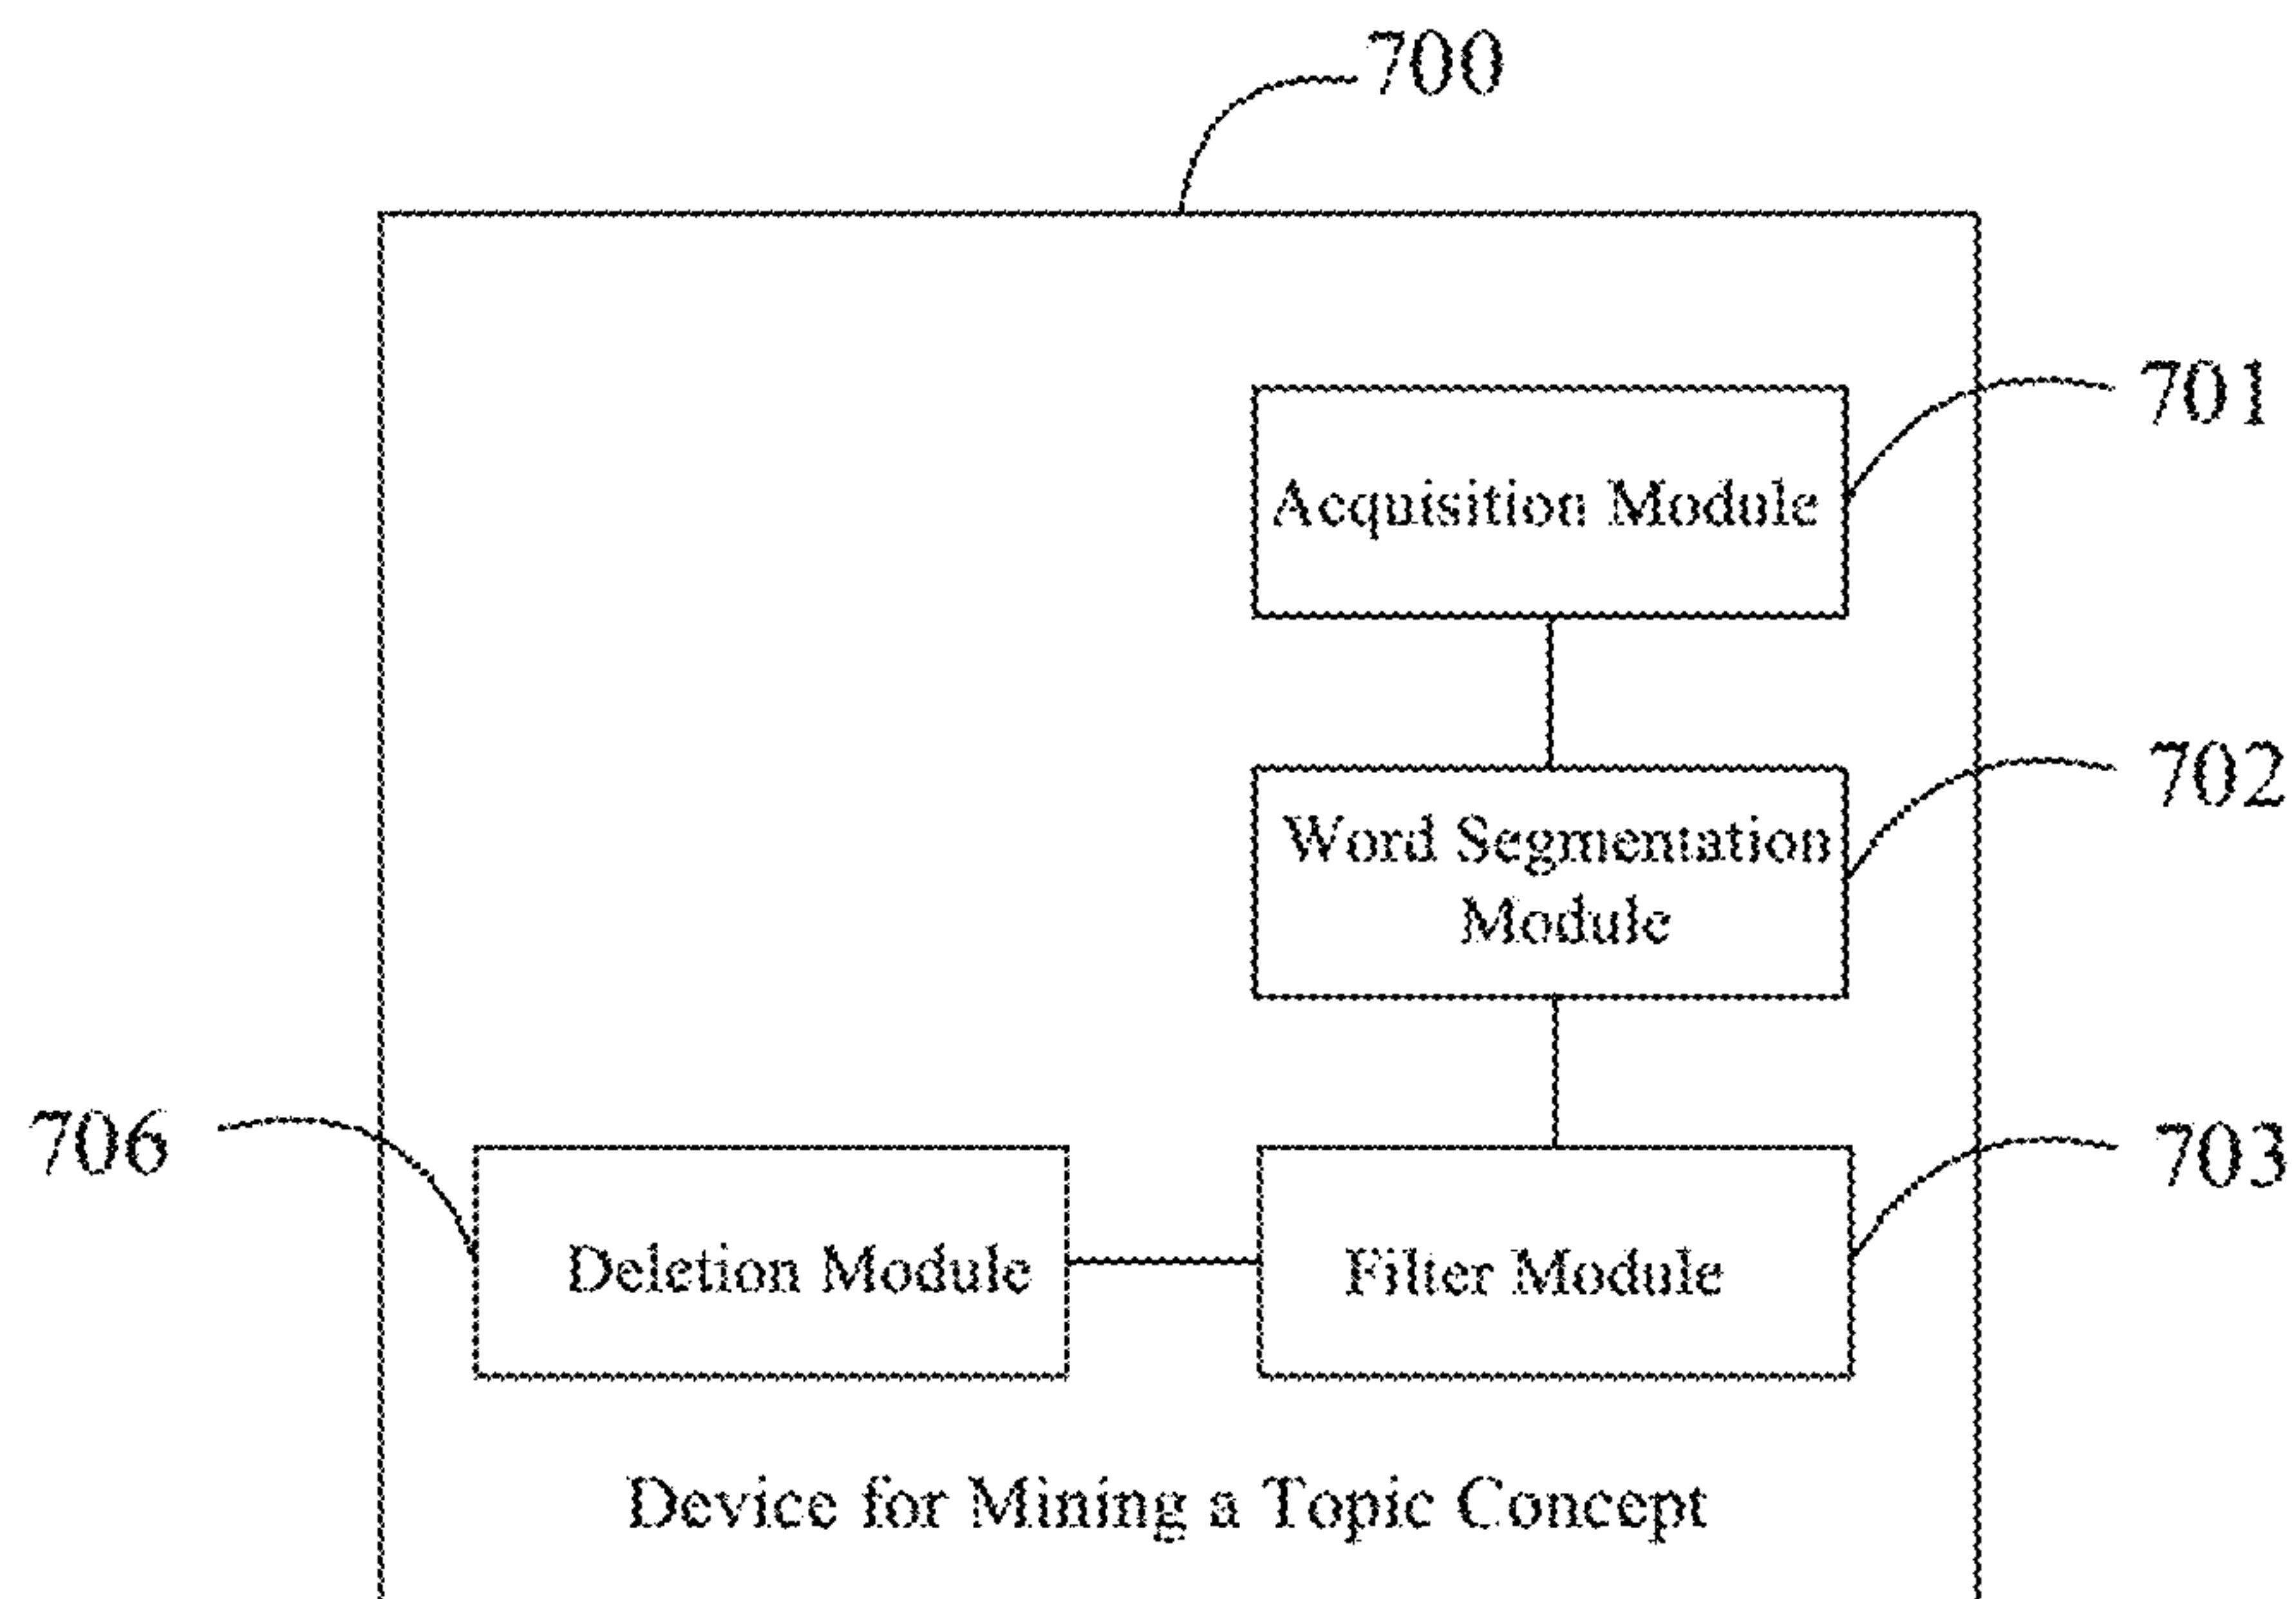 700
701
Acquisition Module
702
Word Segmentation
Module
706
703
Deletion Module
Filter Module
Device for Mining a Topic Concept